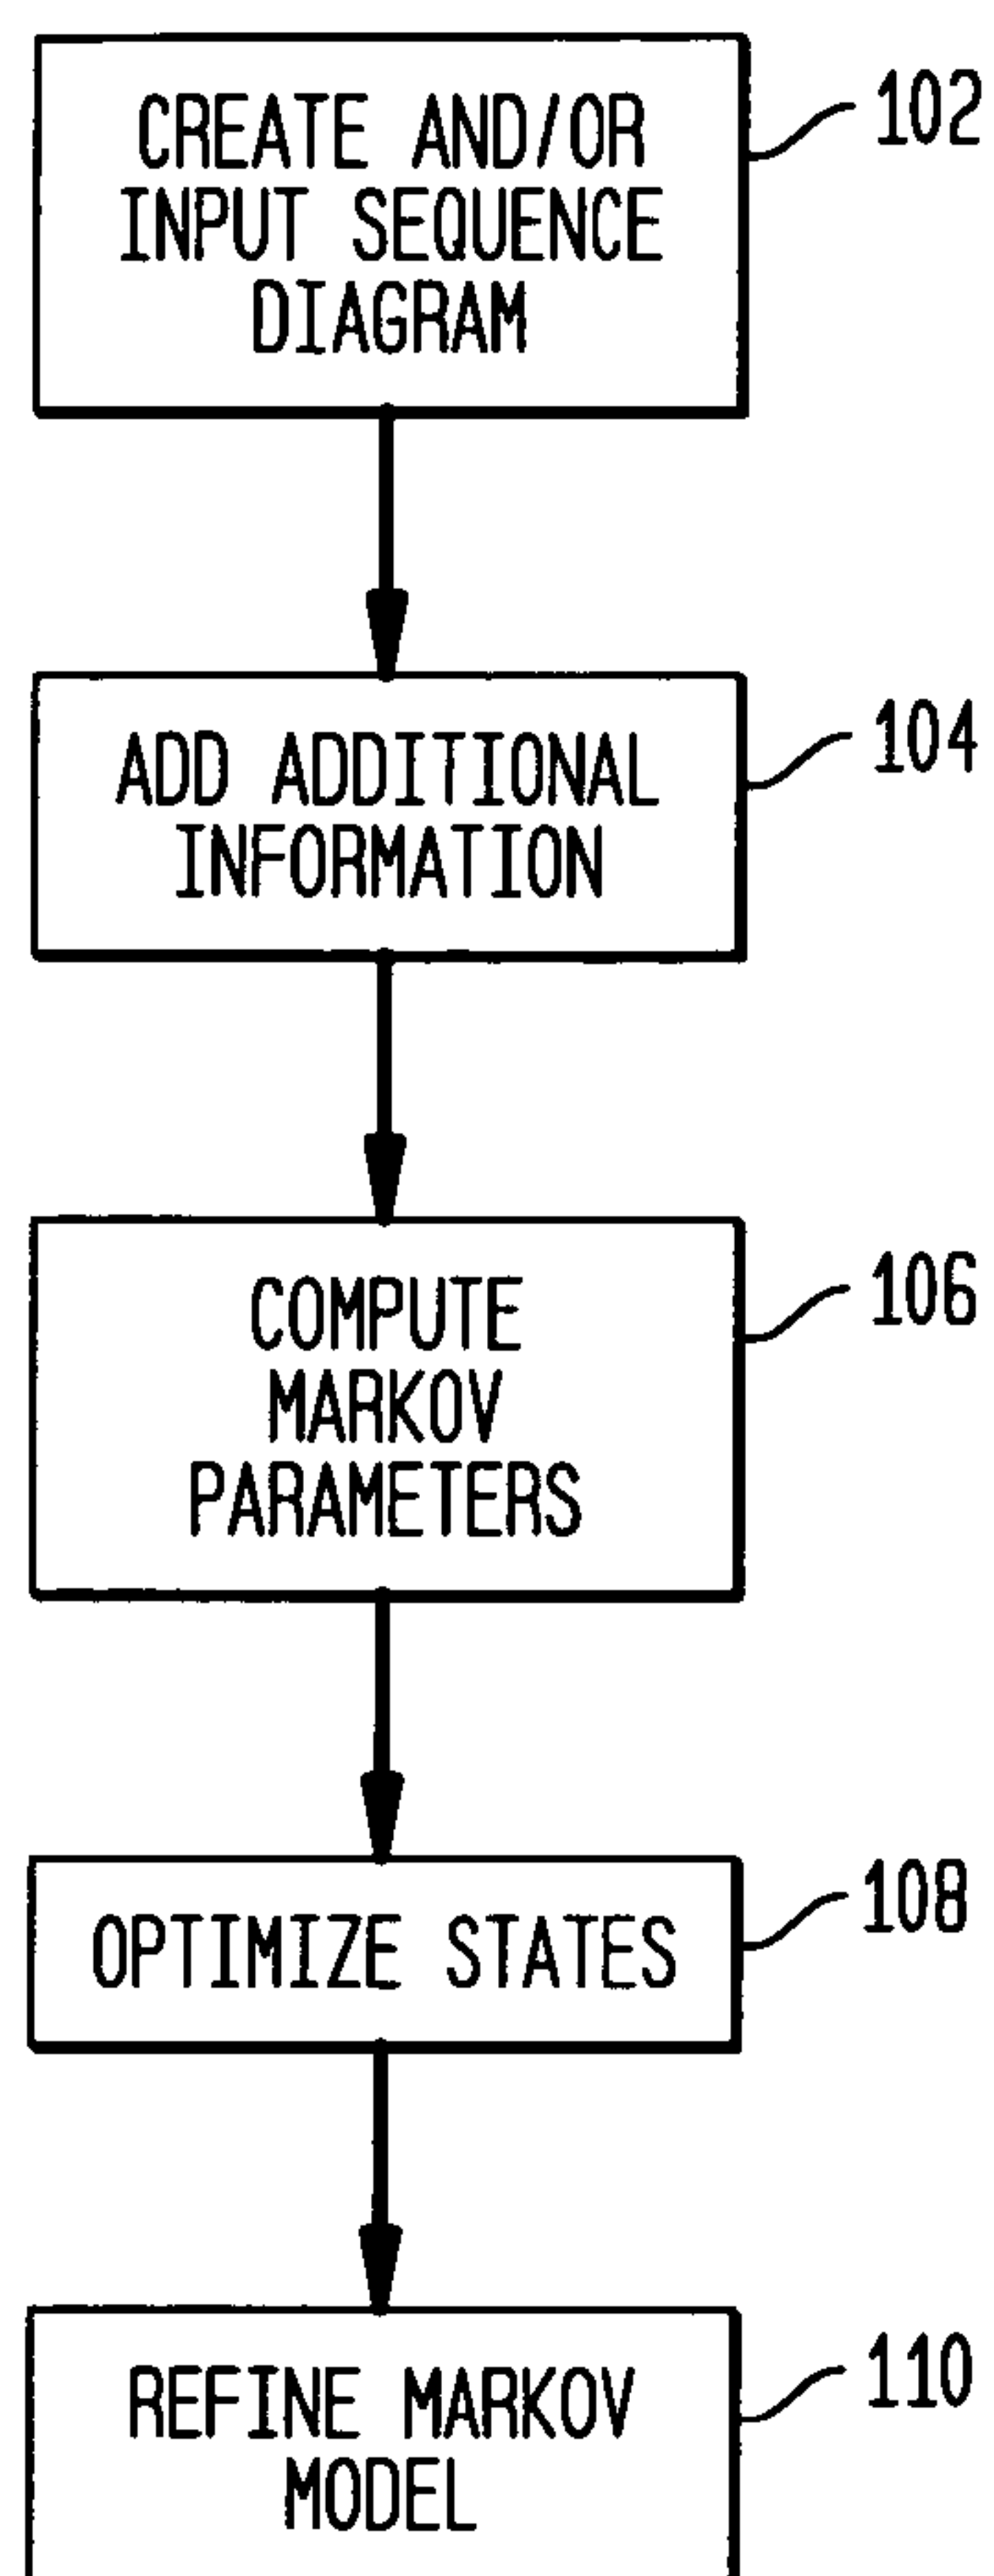 CREATE AND/OR
INPUT SEQUENCE
DIAGRAM
102
ADD ADDITIONAL
INFORMATION
104
COMPUTE
MARKOV
PARAMETERS
106
OPTIMIZE STATES
108
REFINE MARKOV
MODEL
110